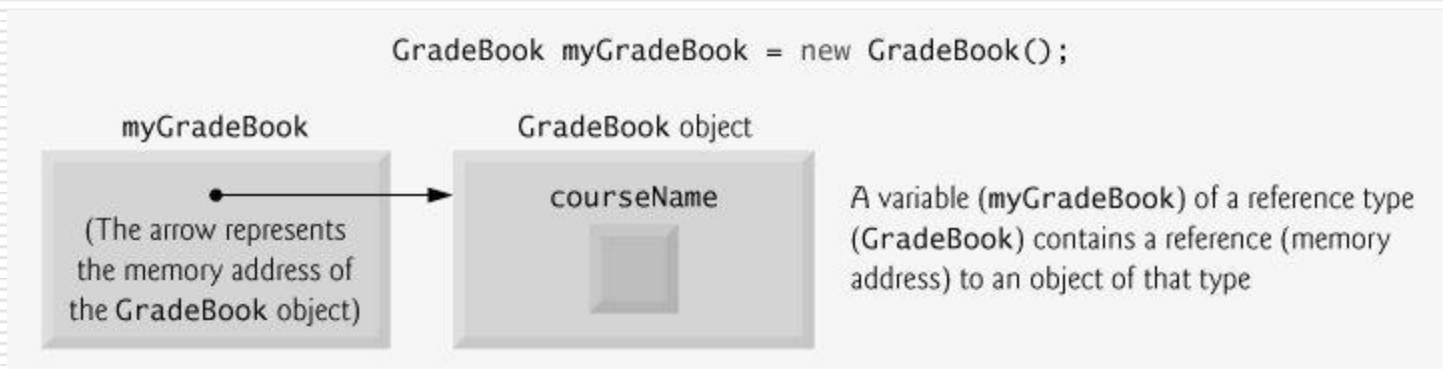 GradeBook myGradeBook = new GradeBook();
myGradeBook
GradeBook object
(The arrow represents
the memory address of
the GradeBook object)
courseName
A variable (myGradeBook) of a reference type
(GradeBook) contains a reference (memory
address) to an object of that type